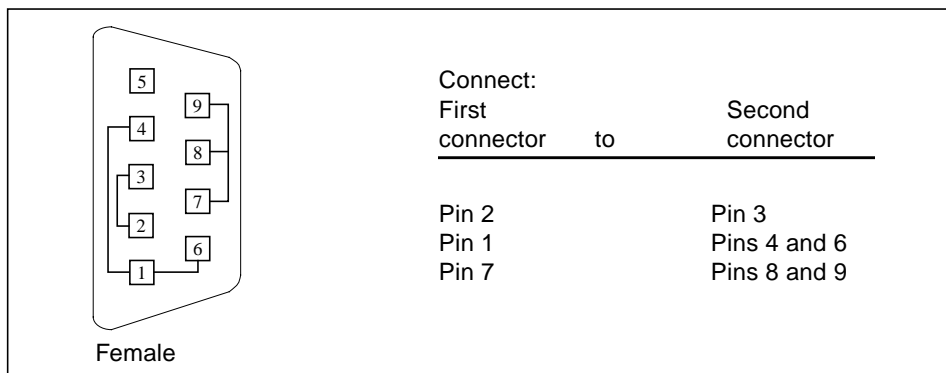 5
9
4
8
3
7
2
6
1
Female
Connect:
First Second
connector to connector
Pin 2 Pin 3
Pin 1 Pins 4 and 6
Pin 7 Pins 8 and 9